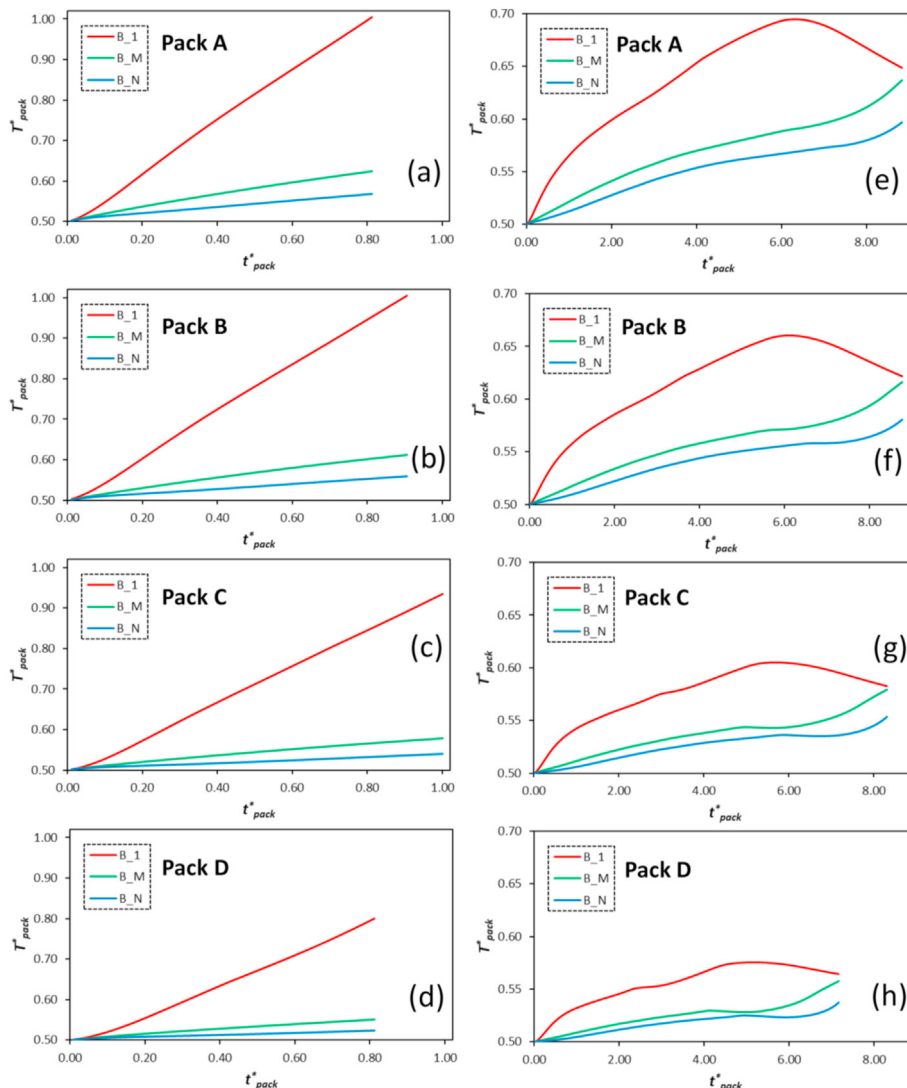 1.00
0.90
0.80
0.70
0.60
0.50
T*pack
B_1
B_M
B_N
Pack A
(a)
0.00 0.20 0.40 0.60 0.80 1.00
t*pack
0.70
0.65
0.60
0.55
0.50
T*pack
B_1
B_M
B_N
Pack A
(e)
0.00 2.00 4.00 6.00 8.00
t*pack
1.00
0.90
0.80
0.70
0.60
0.50
T*pack
B_1
B_M
B_N
Pack B
(b)
0.00 0.20 0.40 0.60 0.80 1.00
t*pack
0.70
0.65
0.60
0.55
0.50
T*pack
B_1
B_M
B_N
Pack B
(f)
0.00 2.00 4.00 6.00 8.00
t*pack
1.00
0.90
0.80
0.70
0.60
0.50
T*pack
B_1
B_M
B_N
Pack C
(c)
0.00 0.20 0.40 0.60 0.80 1.00
t*pack
0.70
0.65
0.60
0.55
0.50
T*pack
B_1
B_M
B_N
Pack C
(g)
0.00 2.00 4.00 6.00 8.00
t*pack
1.00
0.90
0.80
0.70
0.60
0.50
T*pack
B_1
B_M
B_N
Pack D
(d)
0.00 0.20 0.40 0.60 0.80 1.00
t*pack
0.70
0.65
0.60
0.55
0.50
T*pack
B_1
B_M
B_N
Pack D
(h)
0.00 2.00 4.00 6.00 8.00
t*pack